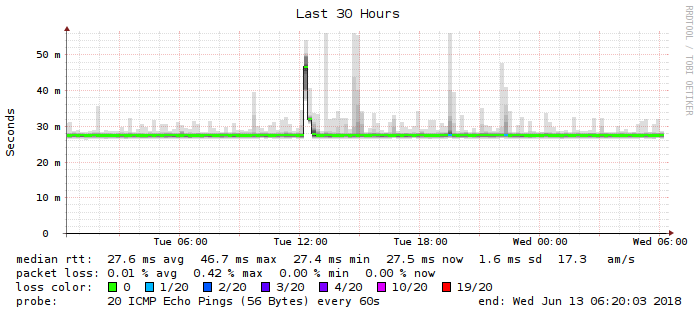 Last 30 Hours
RRDTOOL / TOBI OETIKER
Seconds
50 m
40 m
30 m
20 m
10 m
0
Tue 06:00 Tue 12:00 Tue 18:00 Wed 00:00 Wed 06:00
median rtt: 27.6 ms avg 46.7 ms max 27.4 ms min 27.5 ms now 1.6 ms sd 17.3 am/s
packet loss: 0.01 % avg 0.42 % max 0.00 % min 0.00 % now
loss color: 0 1/20 2/20 3/20 4/20 10/20 19/20
probe: 20 ICMP Echo Pings (56 Bytes) every 60s end: Wed Jun 13 06:20:03 2018